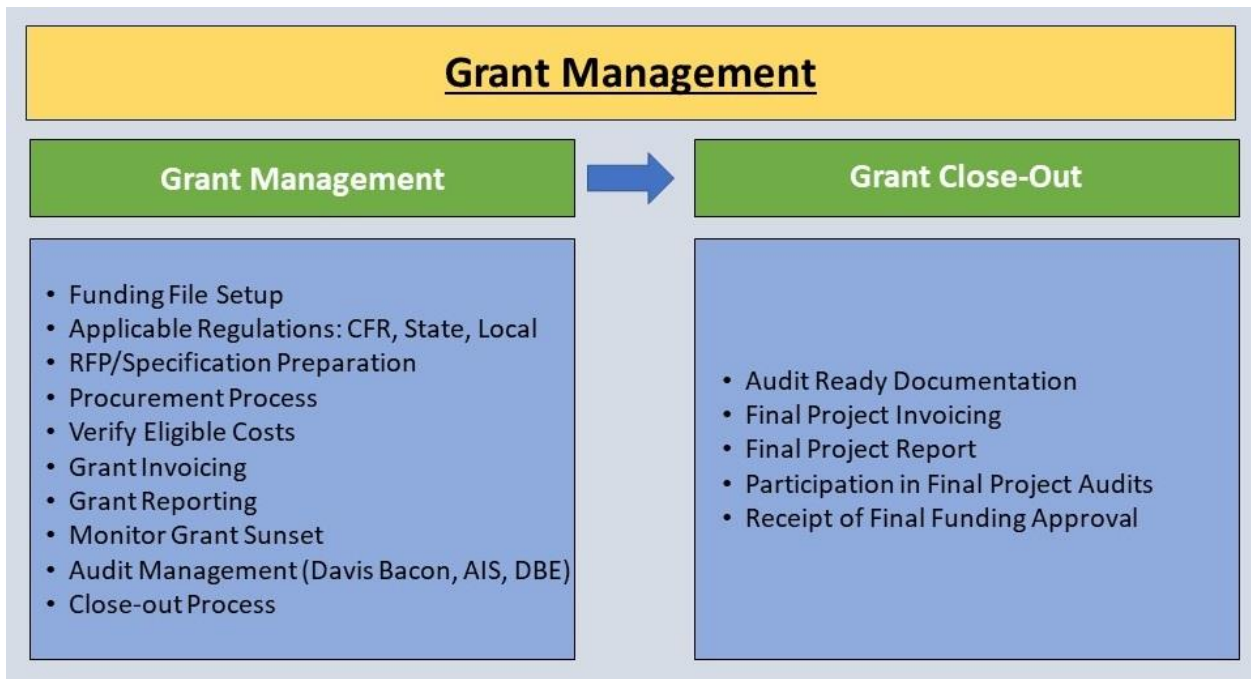 Grant Management
Grant Management
Grant Close-Out
• Funding File Setup
• Applicable Regulations: CFR, State, Local
• RFP/Specification Preparation
• Procurement Process
• Verify Eligible Costs
• Grant Invoicing
• Grant Reporting
• Monitor Grant Sunset
• Audit Management (Davis Bacon, AIS, DBE)
• Close-out Process
• Audit Ready Documentation
• Final Project Invoicing
• Final Project Report
• Participation in Final Project Audits
• Receipt of Final Funding Approval